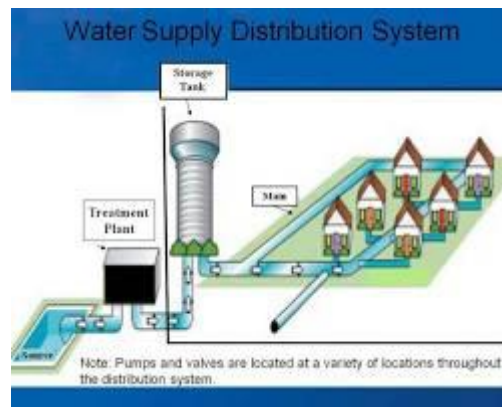 Water Supply Distribution System
Storage
Tank
Main
Treatment
Plant
Source
Note: Pumps and valves are located at a variety of locations throughout
the distribution system.